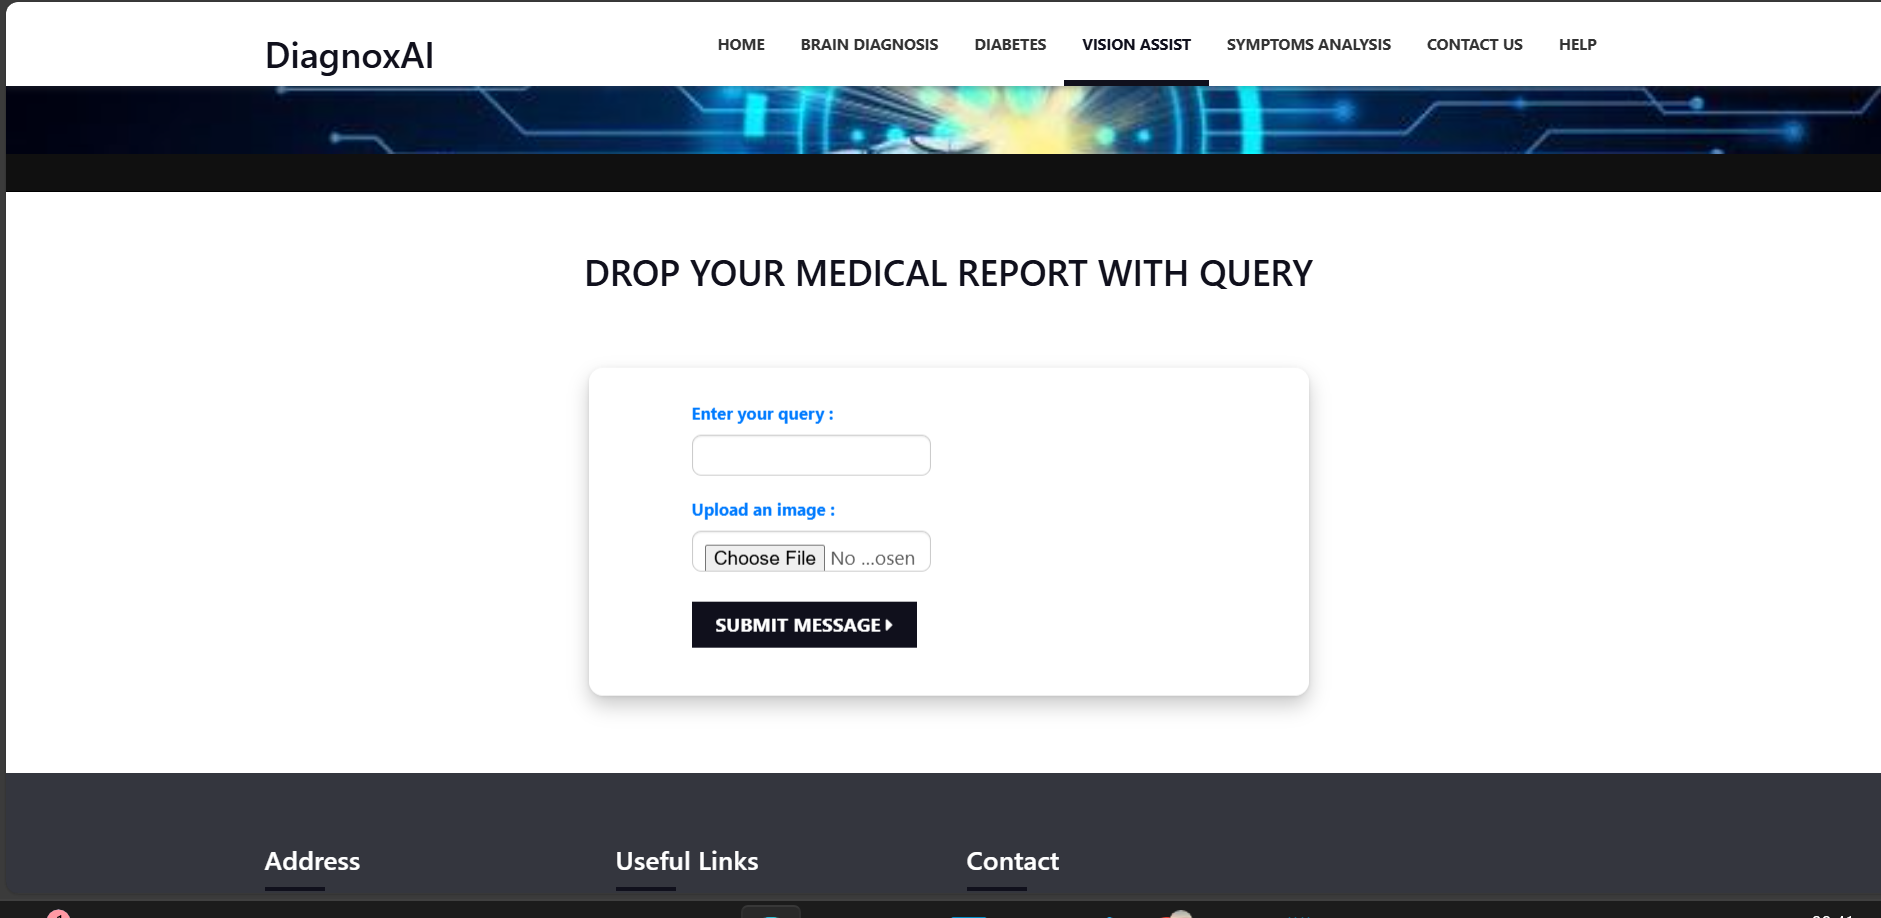 DiagnoxAI
HOME BRAIN DIAGNOSIS DIABETES VISION ASSIST SYMPTOMS ANALYSIS CONTACT US HELP
DROP YOUR MEDICAL REPORT WITH QUERY
Enter your query :
Upload an image :
Choose File No ...osen
SUBMIT MESSAGE
Address Useful Links Contact